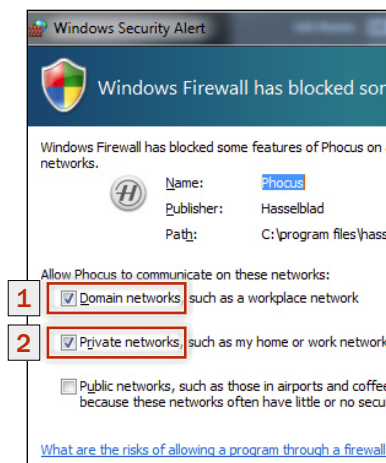 Windows Security Alert
Windows Firewall has blocked som
Windows Firewall has blocked some features of Phocus on
networks.
Name: Phocus
Publisher: Hasselblad
Path: C:\program files\hass
Allow Phocus to communicate on these networks:
1 Domain networks, such as a workplace network
2 Private networks, such as my home or work network
Public networks, such as those in airports and coffee
because these networks often have little or no secu
What are the risks of allowing a program through a firewall